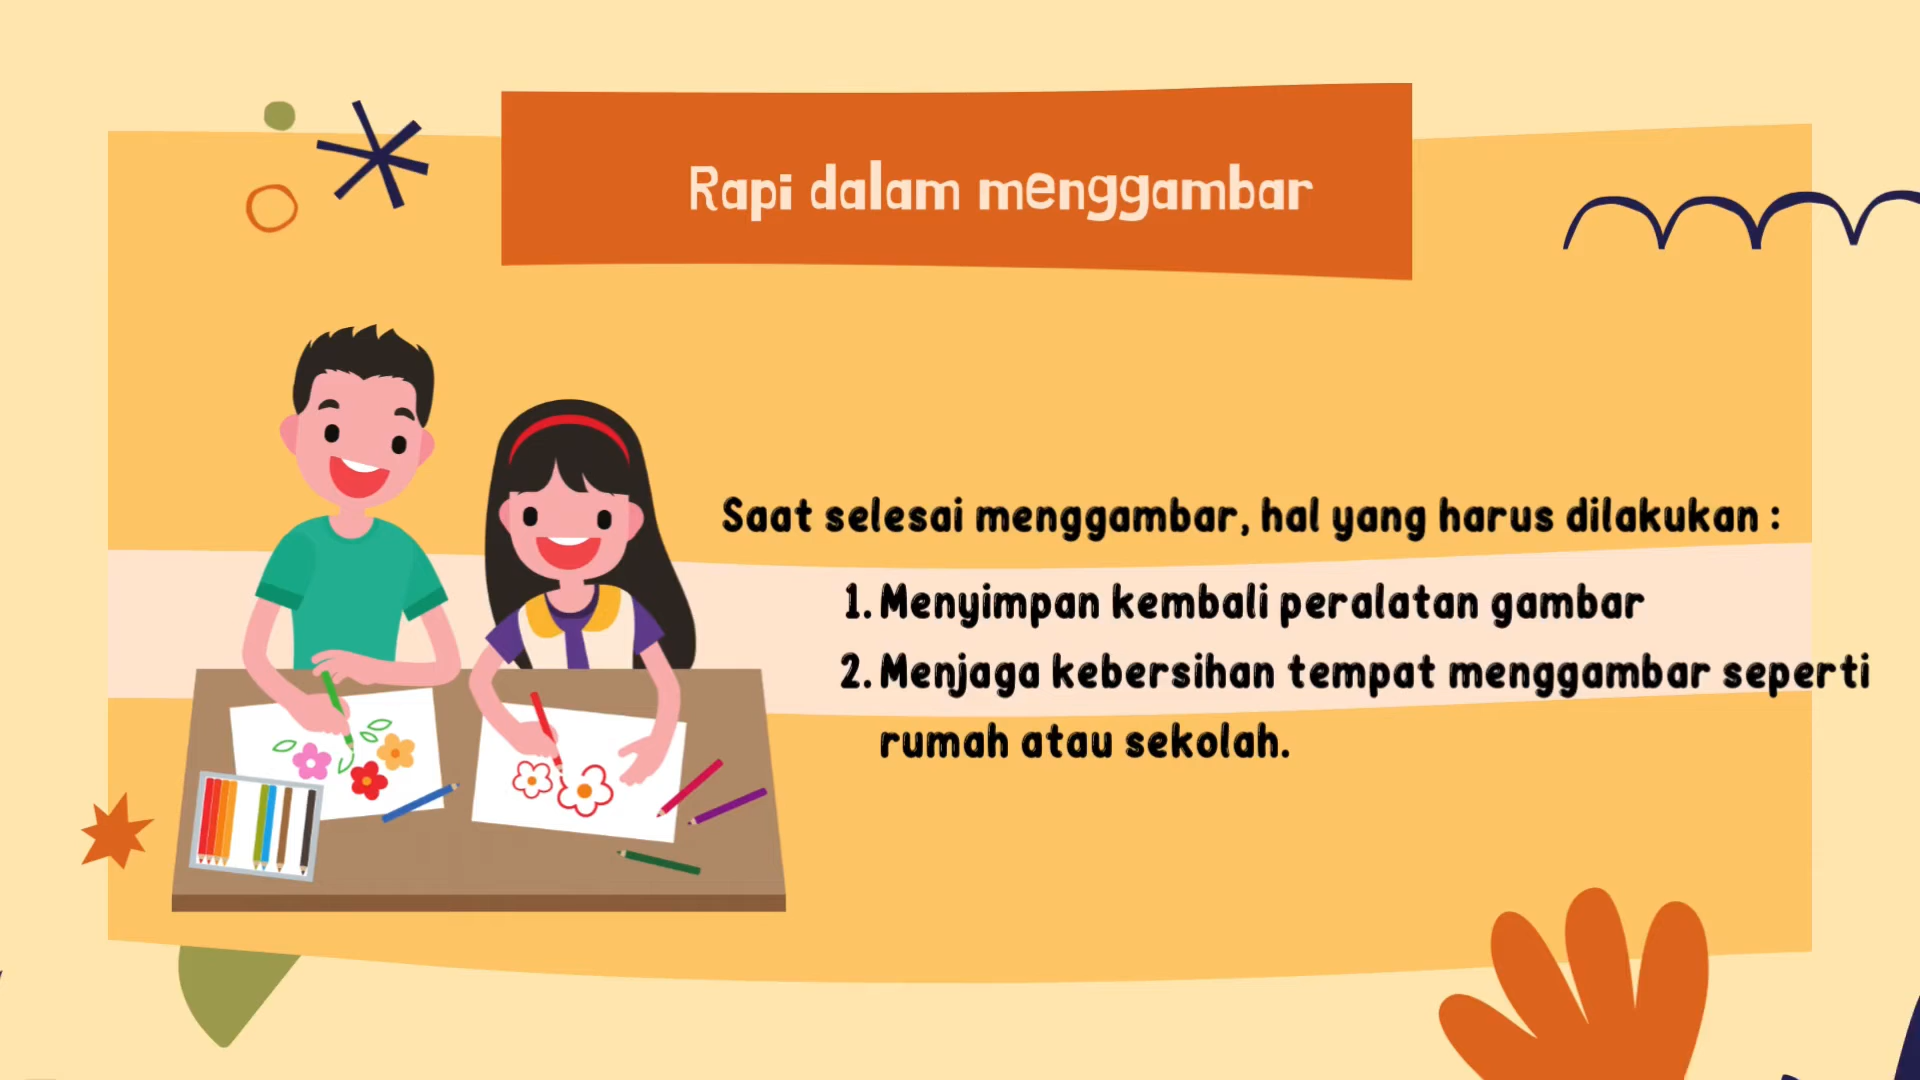 Rapi dalam menggambar
Saat selesai menggambar, hal yang harus dilakukan :
1. Menyimpan kembali peralatan gambar
2. Menjaga kebersihan tempat menggambar seperti
rumah atau sekolah.